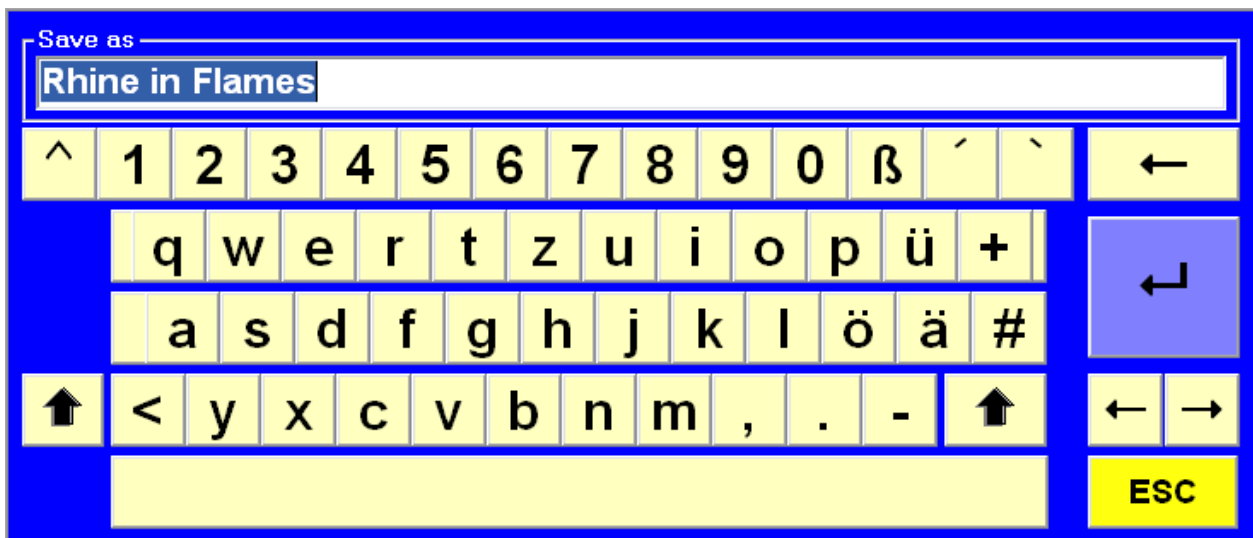 Save as
Rhine in Flames
^ 1 2 3 4 5 6 7 8 9 0 ß ´ ` ←
q w e r t z u i o p ü +
a s d f g h j k l ö ä #
< y x c v b n m , . - ← →
ESC